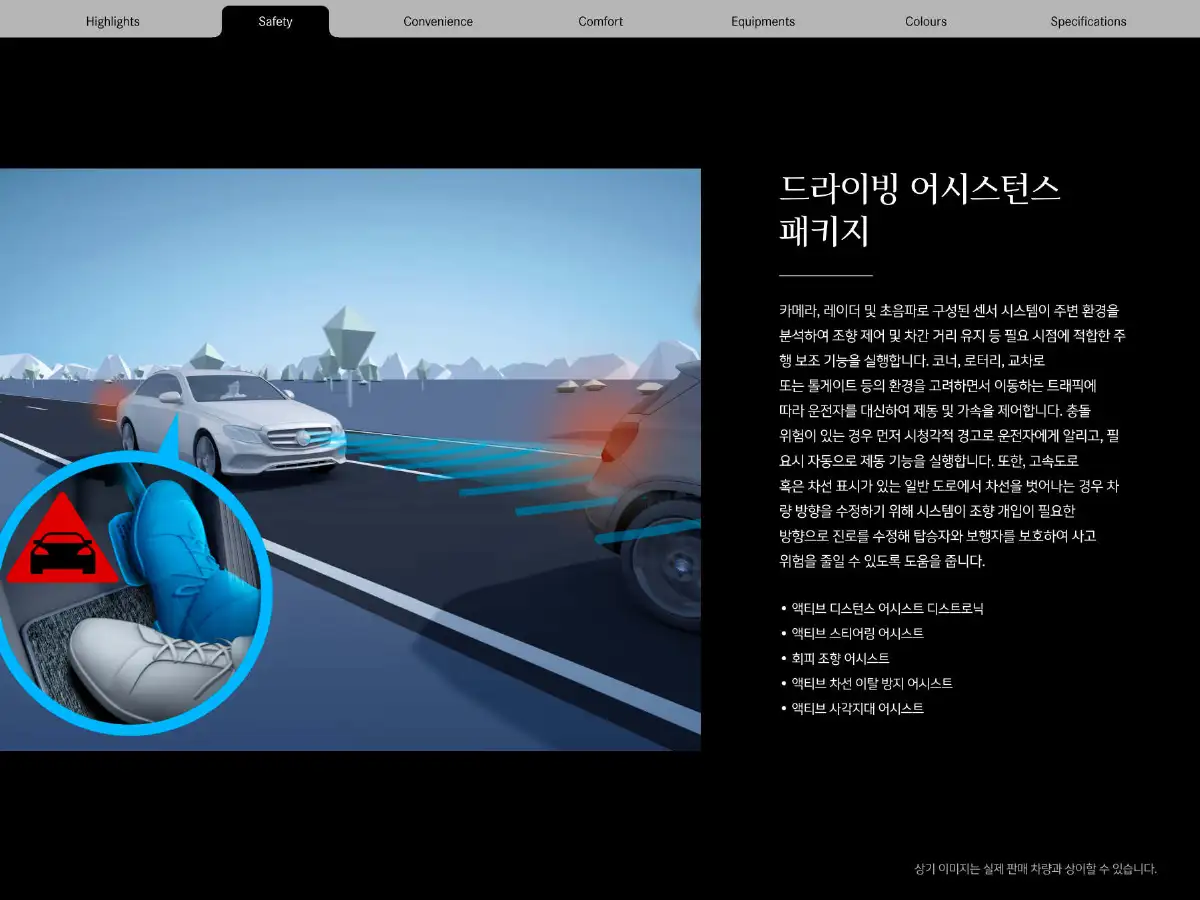 Highlights
Safety
Convenience
Comfort
Equipments
Colours
Specifications
드라이빙 어시스턴스
패키지
카메라, 레이더 및 초음파로 구성된 센서 시스템이 주변 환경을
분석하여 조향 제어 및 차간 거리 유지 등 필요 시점에 적합한 주
행 보조 기능을 실행합니다. 코너, 로터리, 교차로
또는 톨게이트 등의 환경을 고려하면서 이동하는 트래픽에
따라 운전자를 대신하여 제동 및 가속을 제어합니다. 충돌
위험이 있는 경우 먼저 시청각적 경고로 운전자에게 알리고, 필
요시 자동으로 제동 기능을 실행합니다. 또한, 고속도로
혹은 차선 표시가 있는 일반 도로에서 차선을 벗어나는 경우 차
량 방향을 수정하기 위해 시스템이 조향 개입이 필요한
방향으로 진로를 수정해 탑승자와 보행자를 보호하여 사고
위험을 줄일 수 있도록 도움을 줍니다.
• 액티브 디스턴스 어시스트 디스트로닉
• 액티브 스티어링 어시스트
• 회피 조향 어시스트
• 액티브 차선 이탈 방지 어시스트
• 액티브 사각지대 어시스트
상기 이미지는 실제 판매 차량과 상이할 수 있습니다.